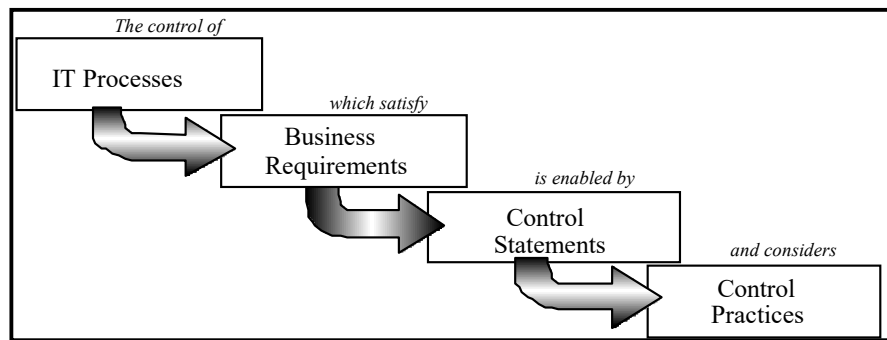 The control of
IT Processes
which satisfy
Business
Requirements
is enabled by
Control
Statements
and considers
Control
Practices